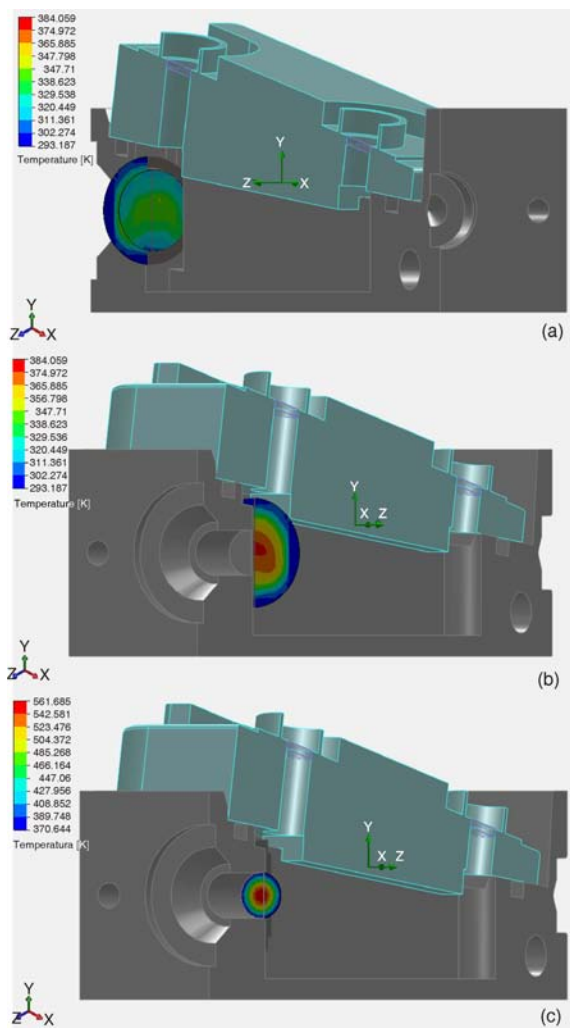 384.059
374.972
365.885
347.798
347.71
338.623
329.538
320.449
311.361
302.274
293.187
Temperature [K]
Y
Z X
Y
Z X
(a)
384.059
374.972
365.885
356.798
347.71
338.623
329.536
320.449
311.361
302.274
293.187
Temperature [K]
Y
X Z
Y
Z X
(b)
561.685
542.581
523.476
504.372
485.268
466.164
447.06
427.956
408.852
389.748
370.644
Temperatura [K]
Y
X Z
Y
Z X
(c)